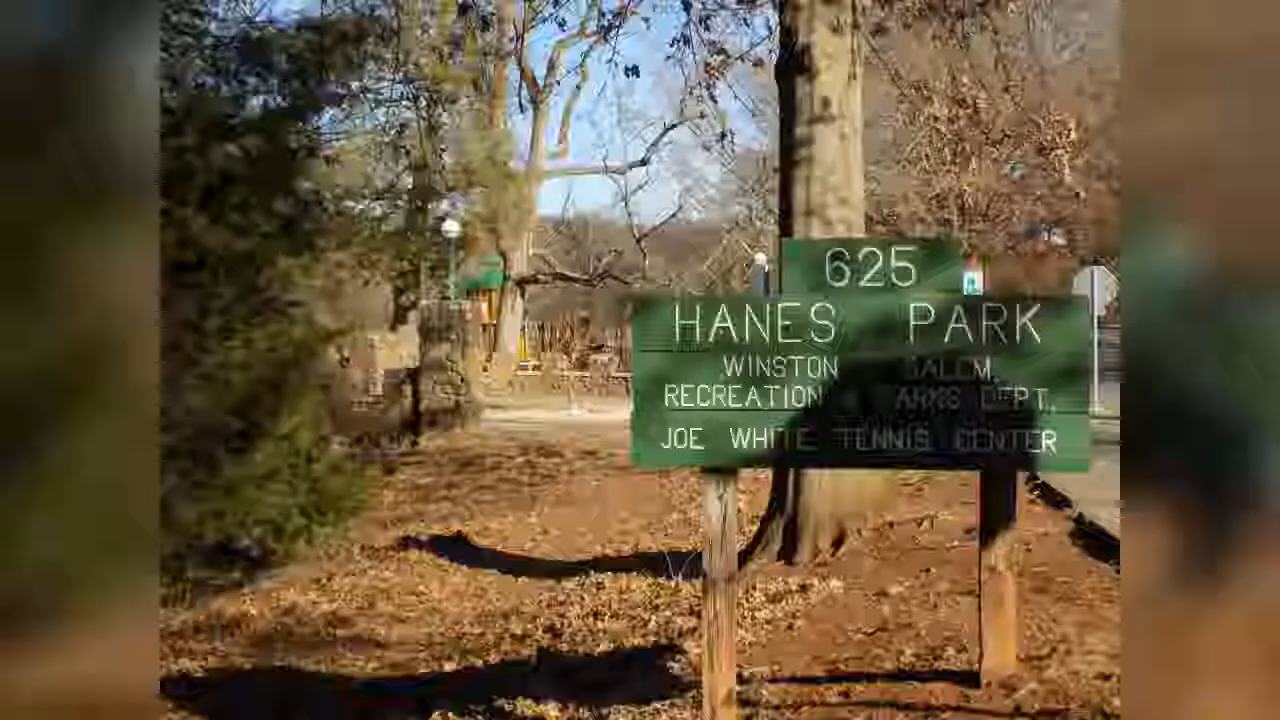 625
HANES PARK
WINSTON SALEM
RECREATION & PARKS DEPT.
JOE WHITE TENNIS CENTER